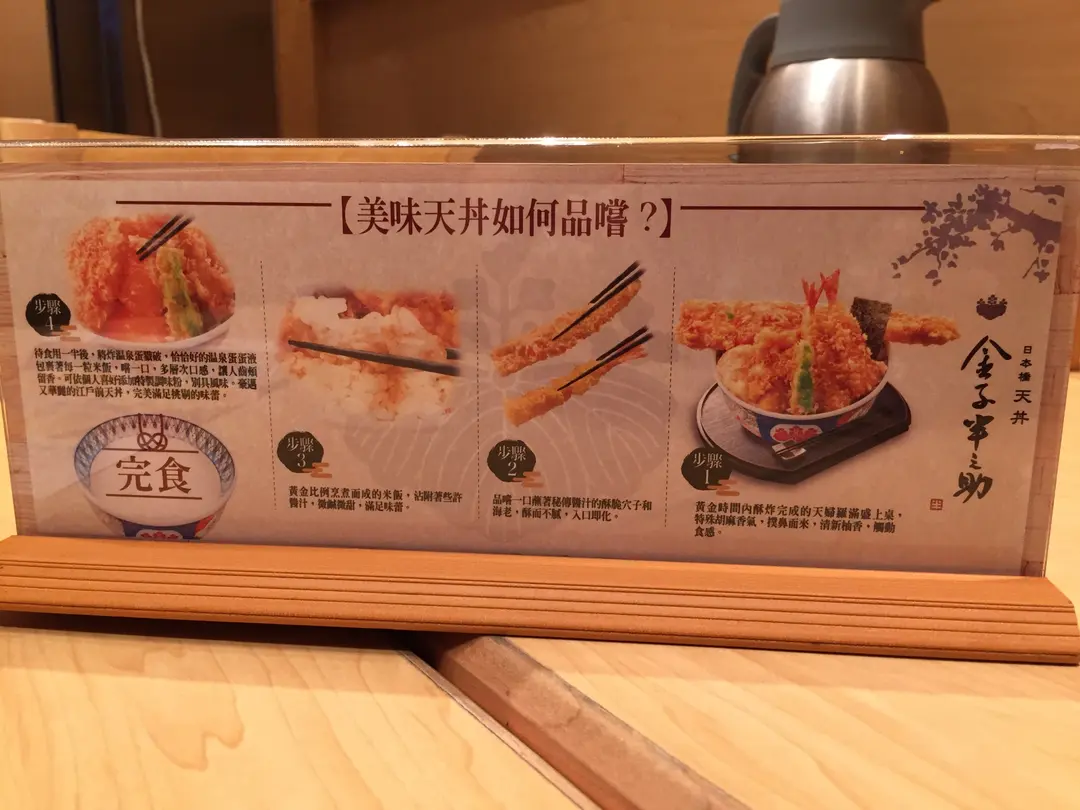 【美味天丼如何品嚐?】
日本橋 天丼
金子半之助
步驟
1
黃金時間內酥炸完成的天婦羅滿盛上桌,
特殊胡麻香氣,撲鼻而來,清新柚香,觸動
食感。
步驟
2
品嚐一口蘸著秘傳醬汁的酥脆穴子和
海老,酥而不膩,入口即化。
步驟
3
黃金比例烹煮而成的米飯,沾附著些許
醬汁,微鹹微甜,滿足味蕾。
步驟
4
待食用一半後,將炸温泉蛋戳破,恰恰好的温泉蛋蛋液
包裹著每一粒米飯,嚐一口,多層次口感,讓人齒頰
留香。可依個人喜好添加特製調味粉,別具風味。豪邁
又華麗的江戶前天丼,完美滿足挑剔的味蕾。
完食